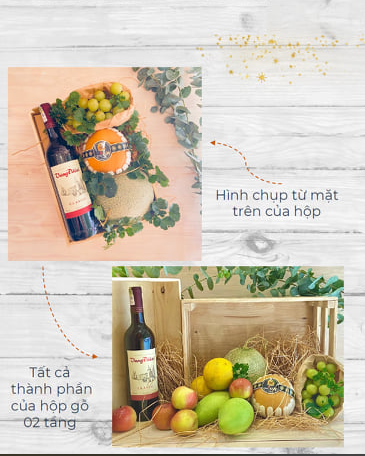 Hình chụp từ mặt
trên của hộp
Tất cả
thành phần
của hộp gỗ
02 tầng